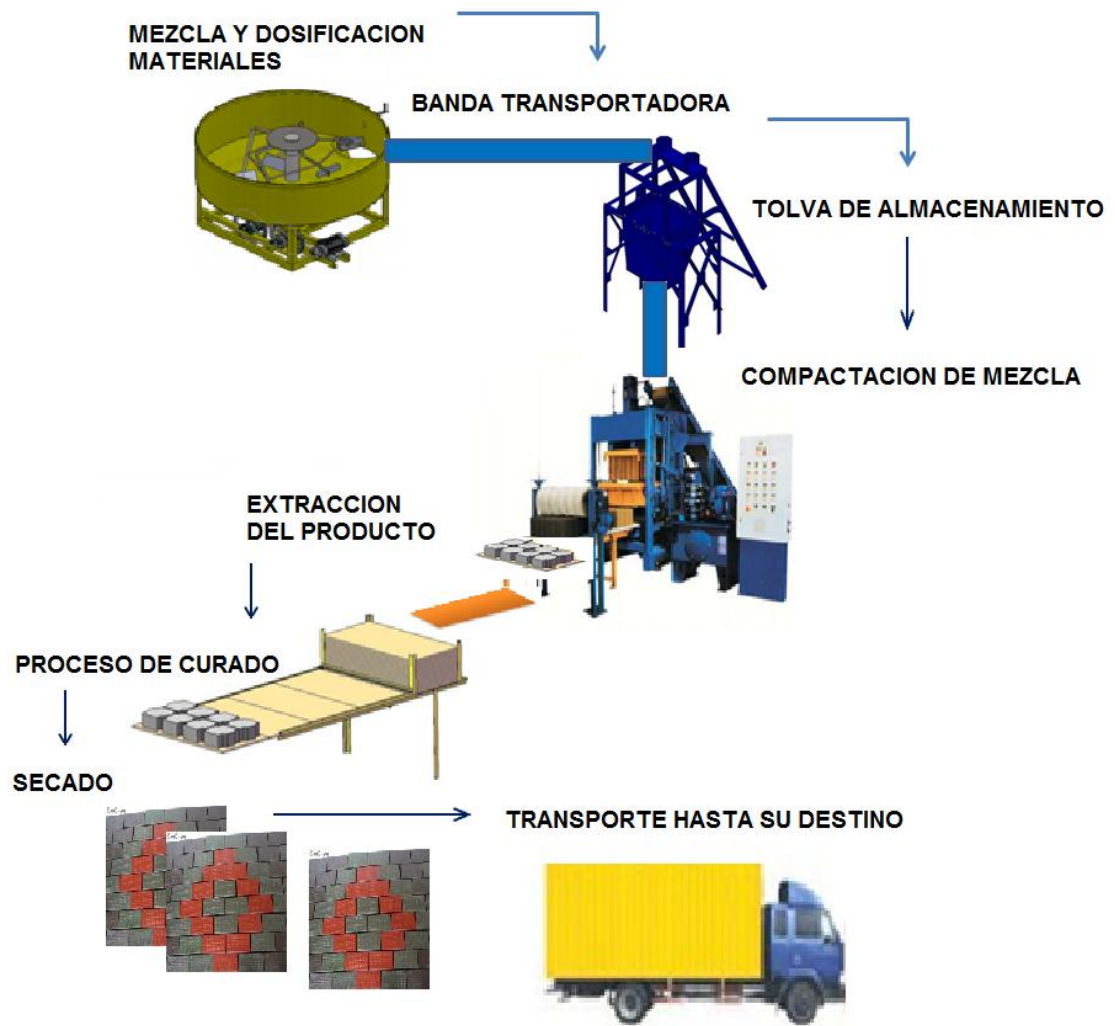 MEZCLA Y DOSIFICACION
MATERIALES
BANDA TRANSPORTADORA
TOLVA DE ALMACENAMIENTO
COMPACTACION DE MEZCLA
EXTRACCION
DEL PRODUCTO
PROCESO DE CURADO
SECADO
TRANSPORTE HASTA SU DESTINO